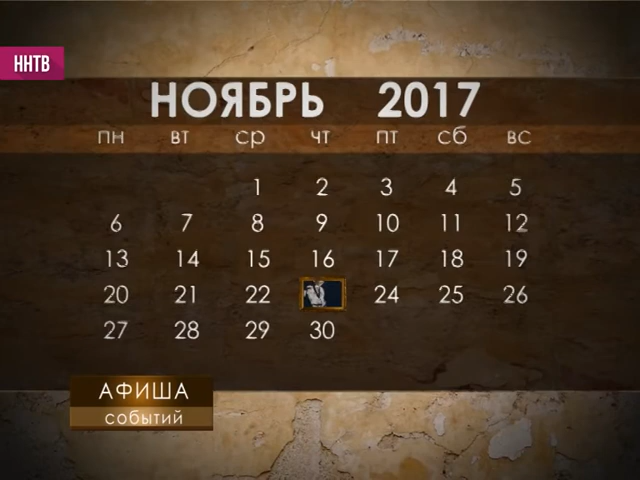 ННТВ
НОЯБРЬ 2017
пн вт ср чт пт сб вс
1 2 3 4 5
6 7 8 9 10 11 12
13 14 15 16 17 18 19
20 21 22 24 25 26
27 28 29 30
АФИША
событий